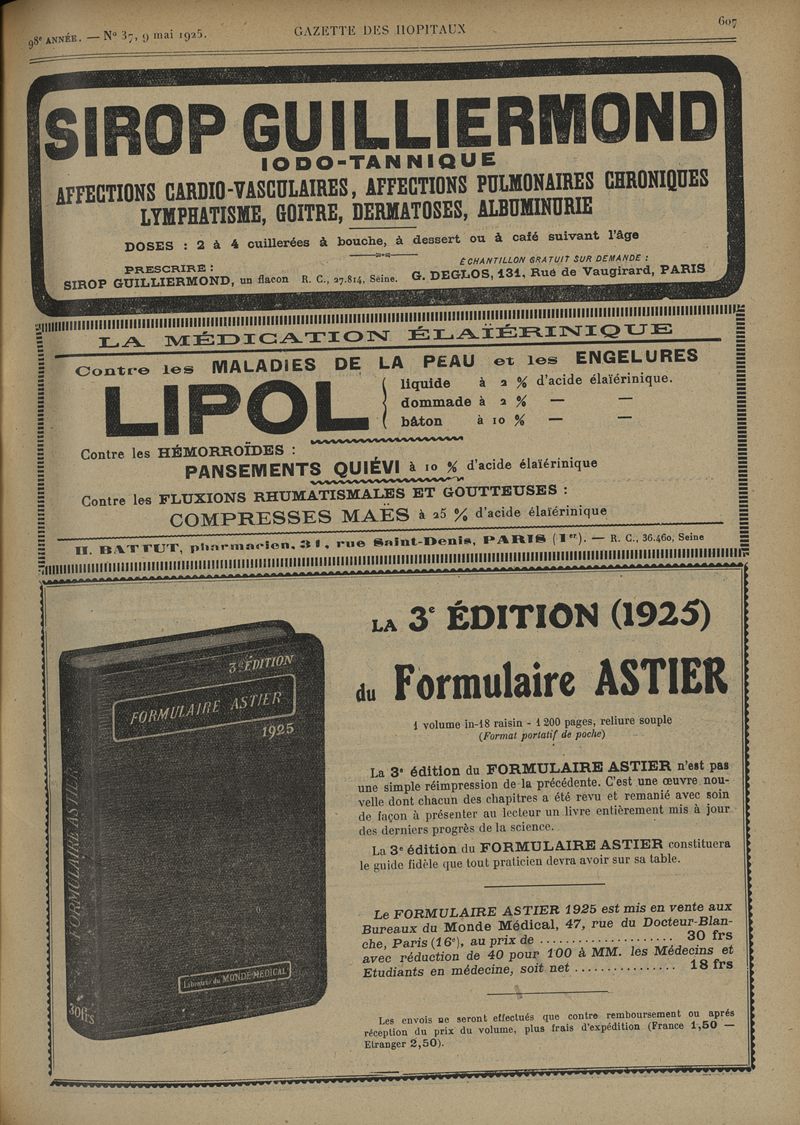 98e ANNÉE. — No 37, 9 mai 1925.
GAZETTE DES HOPITAUX
607
SIROP GUILLIERMOND
IODO-TANNIQUE
AFFECTIONS CARDIO-VASCULAIRES, AFFECTIONS PULMONAIRES CHRONIQUES
LYMPHATISME, GOITRE, DERMATOSES, ALBUMINURIE
DOSES : 2 à 4 cuillerées à bouche, à dessert ou à café suivant l'âge
PRESCRIRE :
SIROP GUILLIERMOND, un flacon R. C., 27.814, Seine.
ÉCHANTILLON GRATUIT SUR DEMANDE :
G. DEGLOS, 131, Rue de Vaugirard, PARIS
LA MÉDICATION ÉLAÏÉRINIQUE
Contre les MALADIES DE LA PEAU et les ENGELURES
LIPOL
liquide à 2 % d'acide élaïérinique.
dommade à 2 % — —
bâton à 10 % — —
Contre les HÉMORROÏDES :
PANSEMENTS QUIÉVI à 10 % d'acide élaïérinique
Contre les FLUXIONS RHUMATISMALES ET GOUTTEUSES :
COMPRESSES MAËS à 25 % d'acide élaïérinique
H. BATTUT, pharmacien, 31, rue Saint-Denis, PARIS (1er). — R. C., 36.460, Seine
3e ÉDITION
FORMULAIRE ASTIER
1925
FORMULAIRE ASTIER
Librairie du MONDE MÉDICAL
30frs
LA 3e ÉDITION (1925)
du Formulaire ASTIER
1 volume in-18 raisin - 1 200 pages, reliure souple
(Format portatif de poche)
La 3e édition du FORMULAIRE ASTIER n'est pas
une simple réimpression de la précédente. C'est une œuvre nou-
velle dont chacun des chapitres a été revu et remanié avec soin
de façon à présenter au lecteur un livre entièrement mis à jour
des derniers progrès de la science.
La 3e édition du FORMULAIRE ASTIER constituera
le guide fidèle que tout praticien devra avoir sur sa table.
Le FORMULAIRE ASTIER 1925 est mis en vente aux
Bureaux du Monde Médical, 47, rue du Docteur-Blan-
che, Paris (16e), au prix de .................... 30 frs
avec réduction de 40 pour 100 à MM. les Médecins et
Etudiants en médecine, soit net ................ 18 frs
Les envois ne seront effectués que contre remboursement ou après
réception du prix du volume, plus frais d'expédition (France 1,50 —
Etranger 2,50).